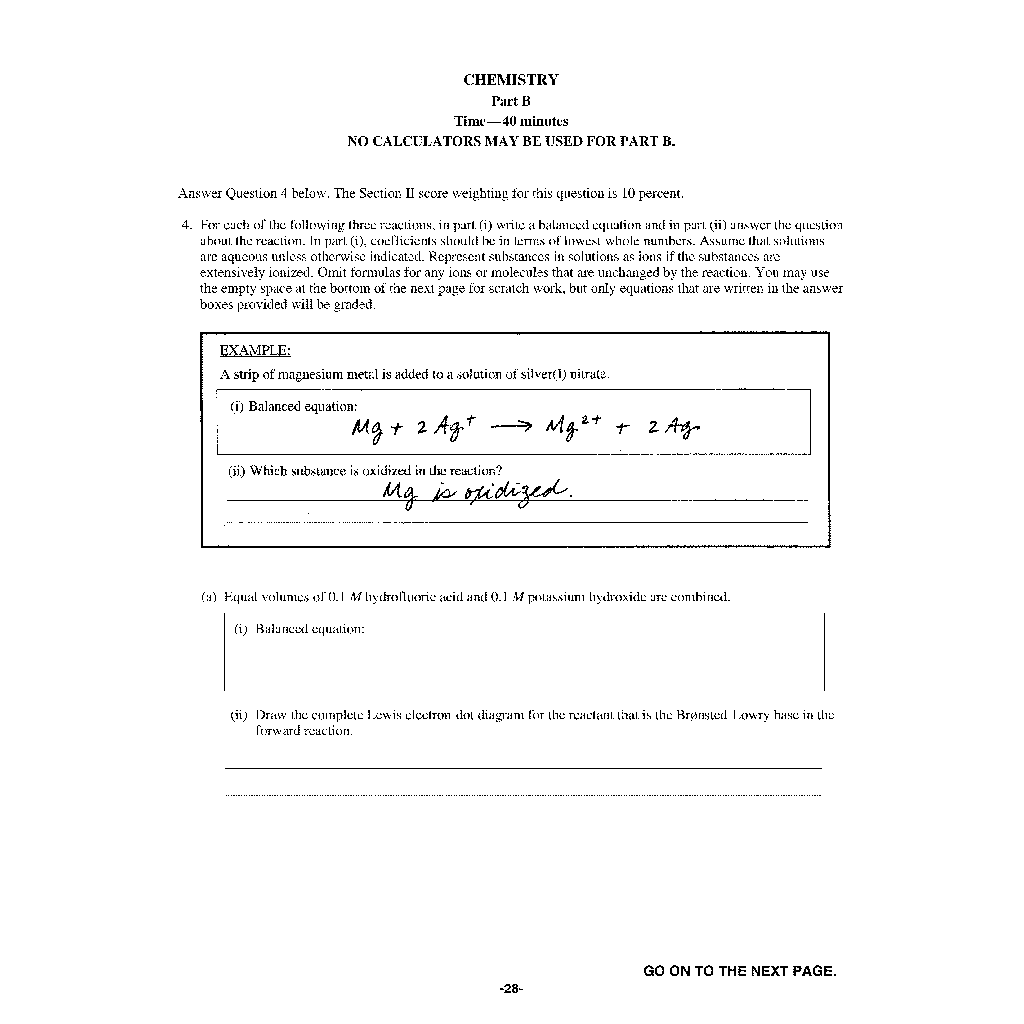 CHEMISTRY
Part B
Time—40 minutes
NO CALCULATORS MAY BE USED FOR PART B.
Answer Question 4 below. The Section II score weighting for this question is 10 percent.
4. For each of the following three reactions, in part (i) write a balanced equation and in part (ii) answer the question
about the reaction. In part (i), coefficients should be in terms of lowest whole numbers. Assume that solutions
are aqueous unless otherwise indicated. Represent substances in solutions as ions if the substances are
extensively ionized. Omit formulas for any ions or molecules that are unchanged by the reaction. You may use
the empty space at the bottom of the next page for scratch work, but only equations that are written in the answer
boxes provided will be graded.
EXAMPLE:
A strip of magnesium metal is added to a solution of silver(I) nitrate.
(i) Balanced equation:
Mg + 2 Ag⁺ ⟶ Mg²⁺ + 2 Ag
(ii) Which substance is oxidized in the reaction?
Mg is oxidized.
(a) Equal volumes of 0.1 M hydrofluoric acid and 0.1 M potassium hydroxide are combined.
(i) Balanced equation:
(ii) Draw the complete Lewis electron-dot diagram for the reactant that is the Brønsted-Lowry base in the
forward reaction.
GO ON TO THE NEXT PAGE.
-28-